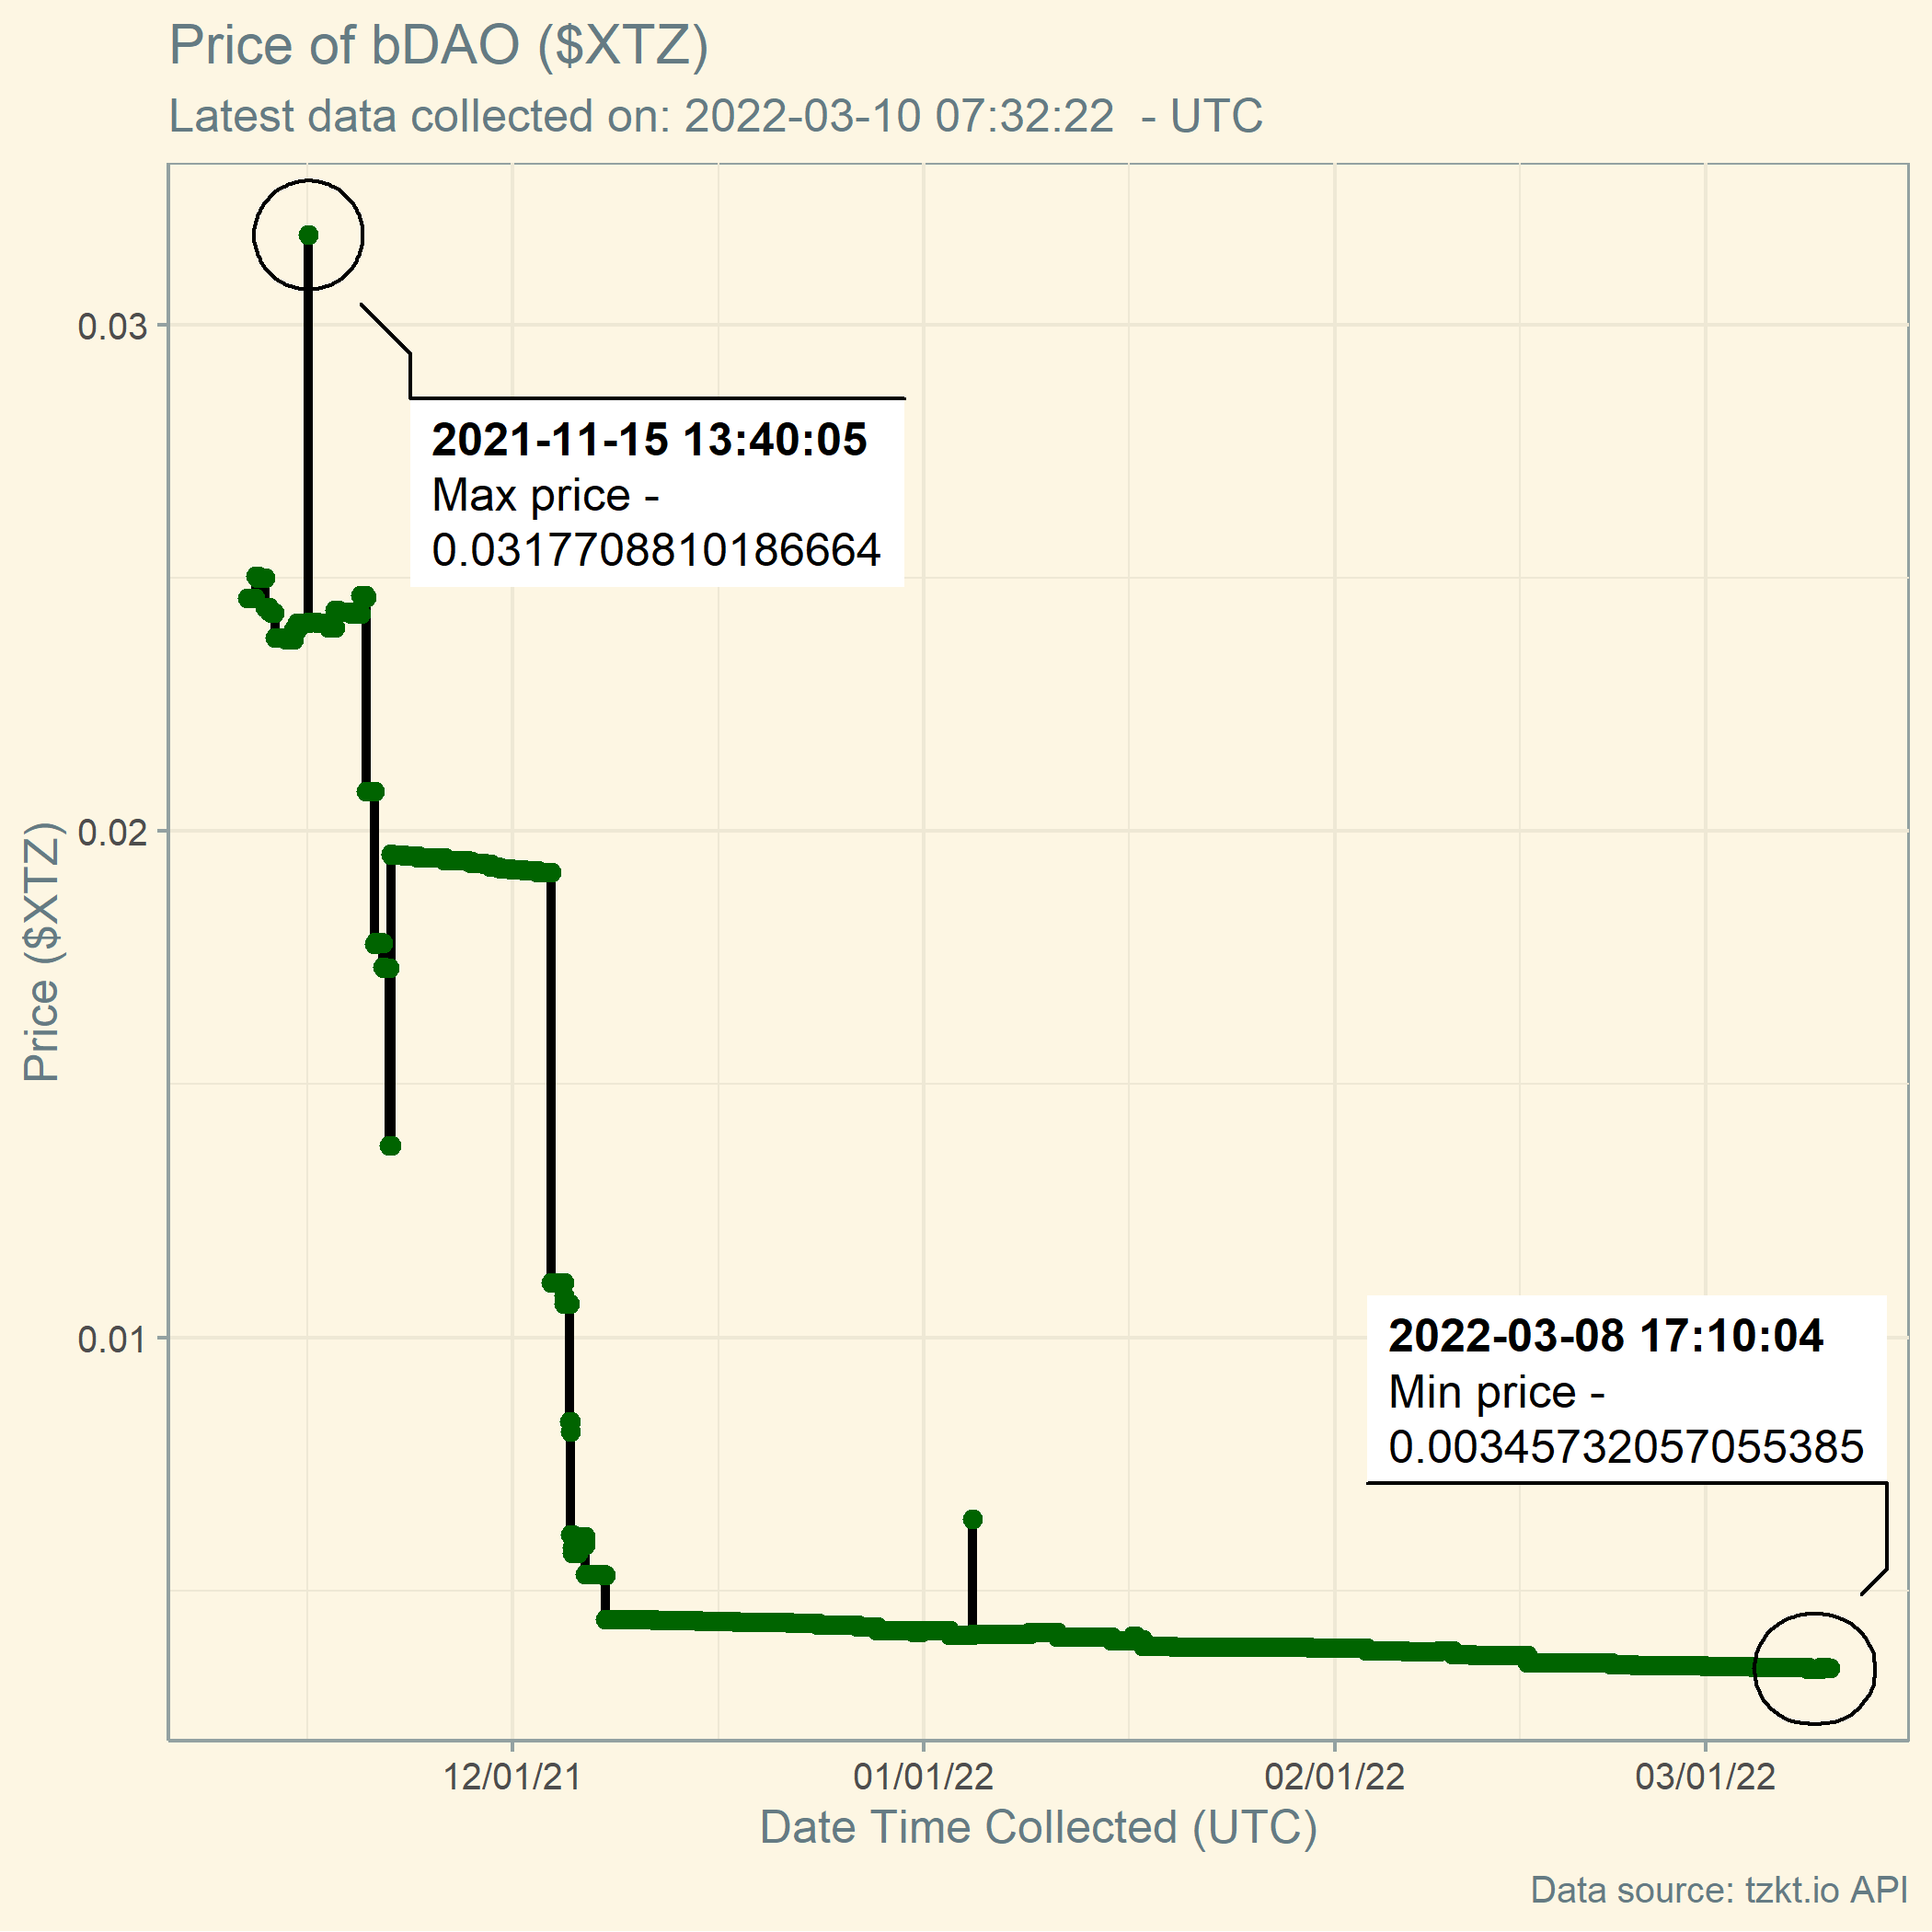 Price of bDAO ($XTZ)
Latest data collected on: 2022-03-10 07:32:22  - UTC
0.03
2021-11-15 13:40:05
Max price -
0.0317708810186664
0.02
Price ($XTZ)
0.01
2022-03-08 17:10:04
Min price -
0.00345732057055385
12/01/21
01/01/22
02/01/22
03/01/22
Date Time Collected (UTC)
Data source: tzkt.io API